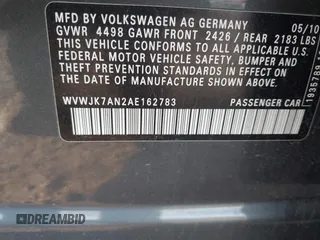 MFD BY VOLKSWAGEN AG GERMANY 05/10
GVWR 4498 GAWR FRONT 2426 / REAR 2183 LBS
THIS VEHICLE CONFORMS TO ALL APPLICABLE
FEDERAL MOTOR VEHICLE SAFETY, BUMPER,
AND THEFT PREVENTION STANDARDS IN EFFECT
ON THE DATE OF MANUFACTURE SHOWN ABOVE
WVWJK7AN2AE162783 PASSENGER CAR
1935789
DREAMBID